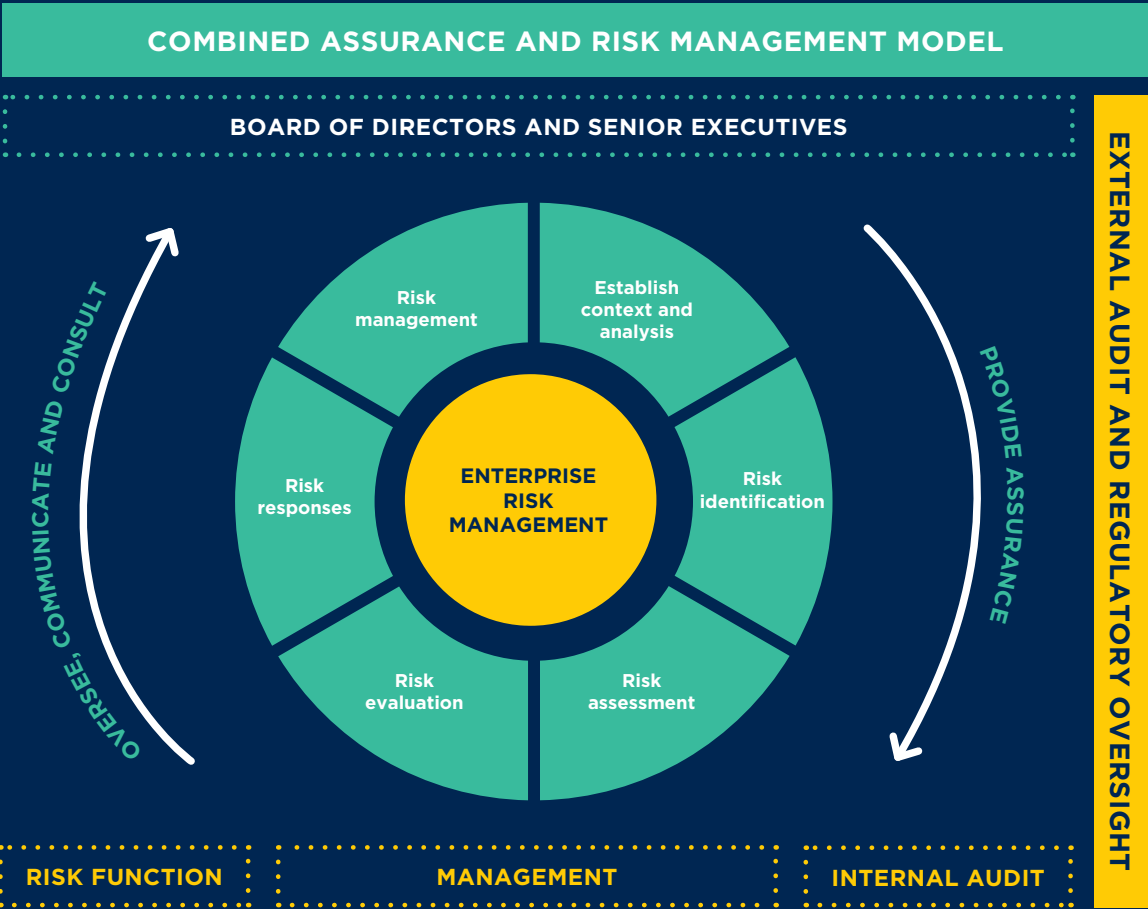 COMBINED ASSURANCE AND RISK MANAGEMENT MODEL
BOARD OF DIRECTORS AND SENIOR EXECUTIVES
Risk
management
Establish
context and
analysis
Risk
responses
ENTERPRISE
RISK
MANAGEMENT
Risk
identification
Risk
evaluation
Risk
assessment
OVERSEE, COMMUNICATE AND CONSULT
PROVIDE ASSURANCE
EXTERNAL AUDIT AND REGULATORY OVERSIGHT
RISK FUNCTION
MANAGEMENT
INTERNAL AUDIT